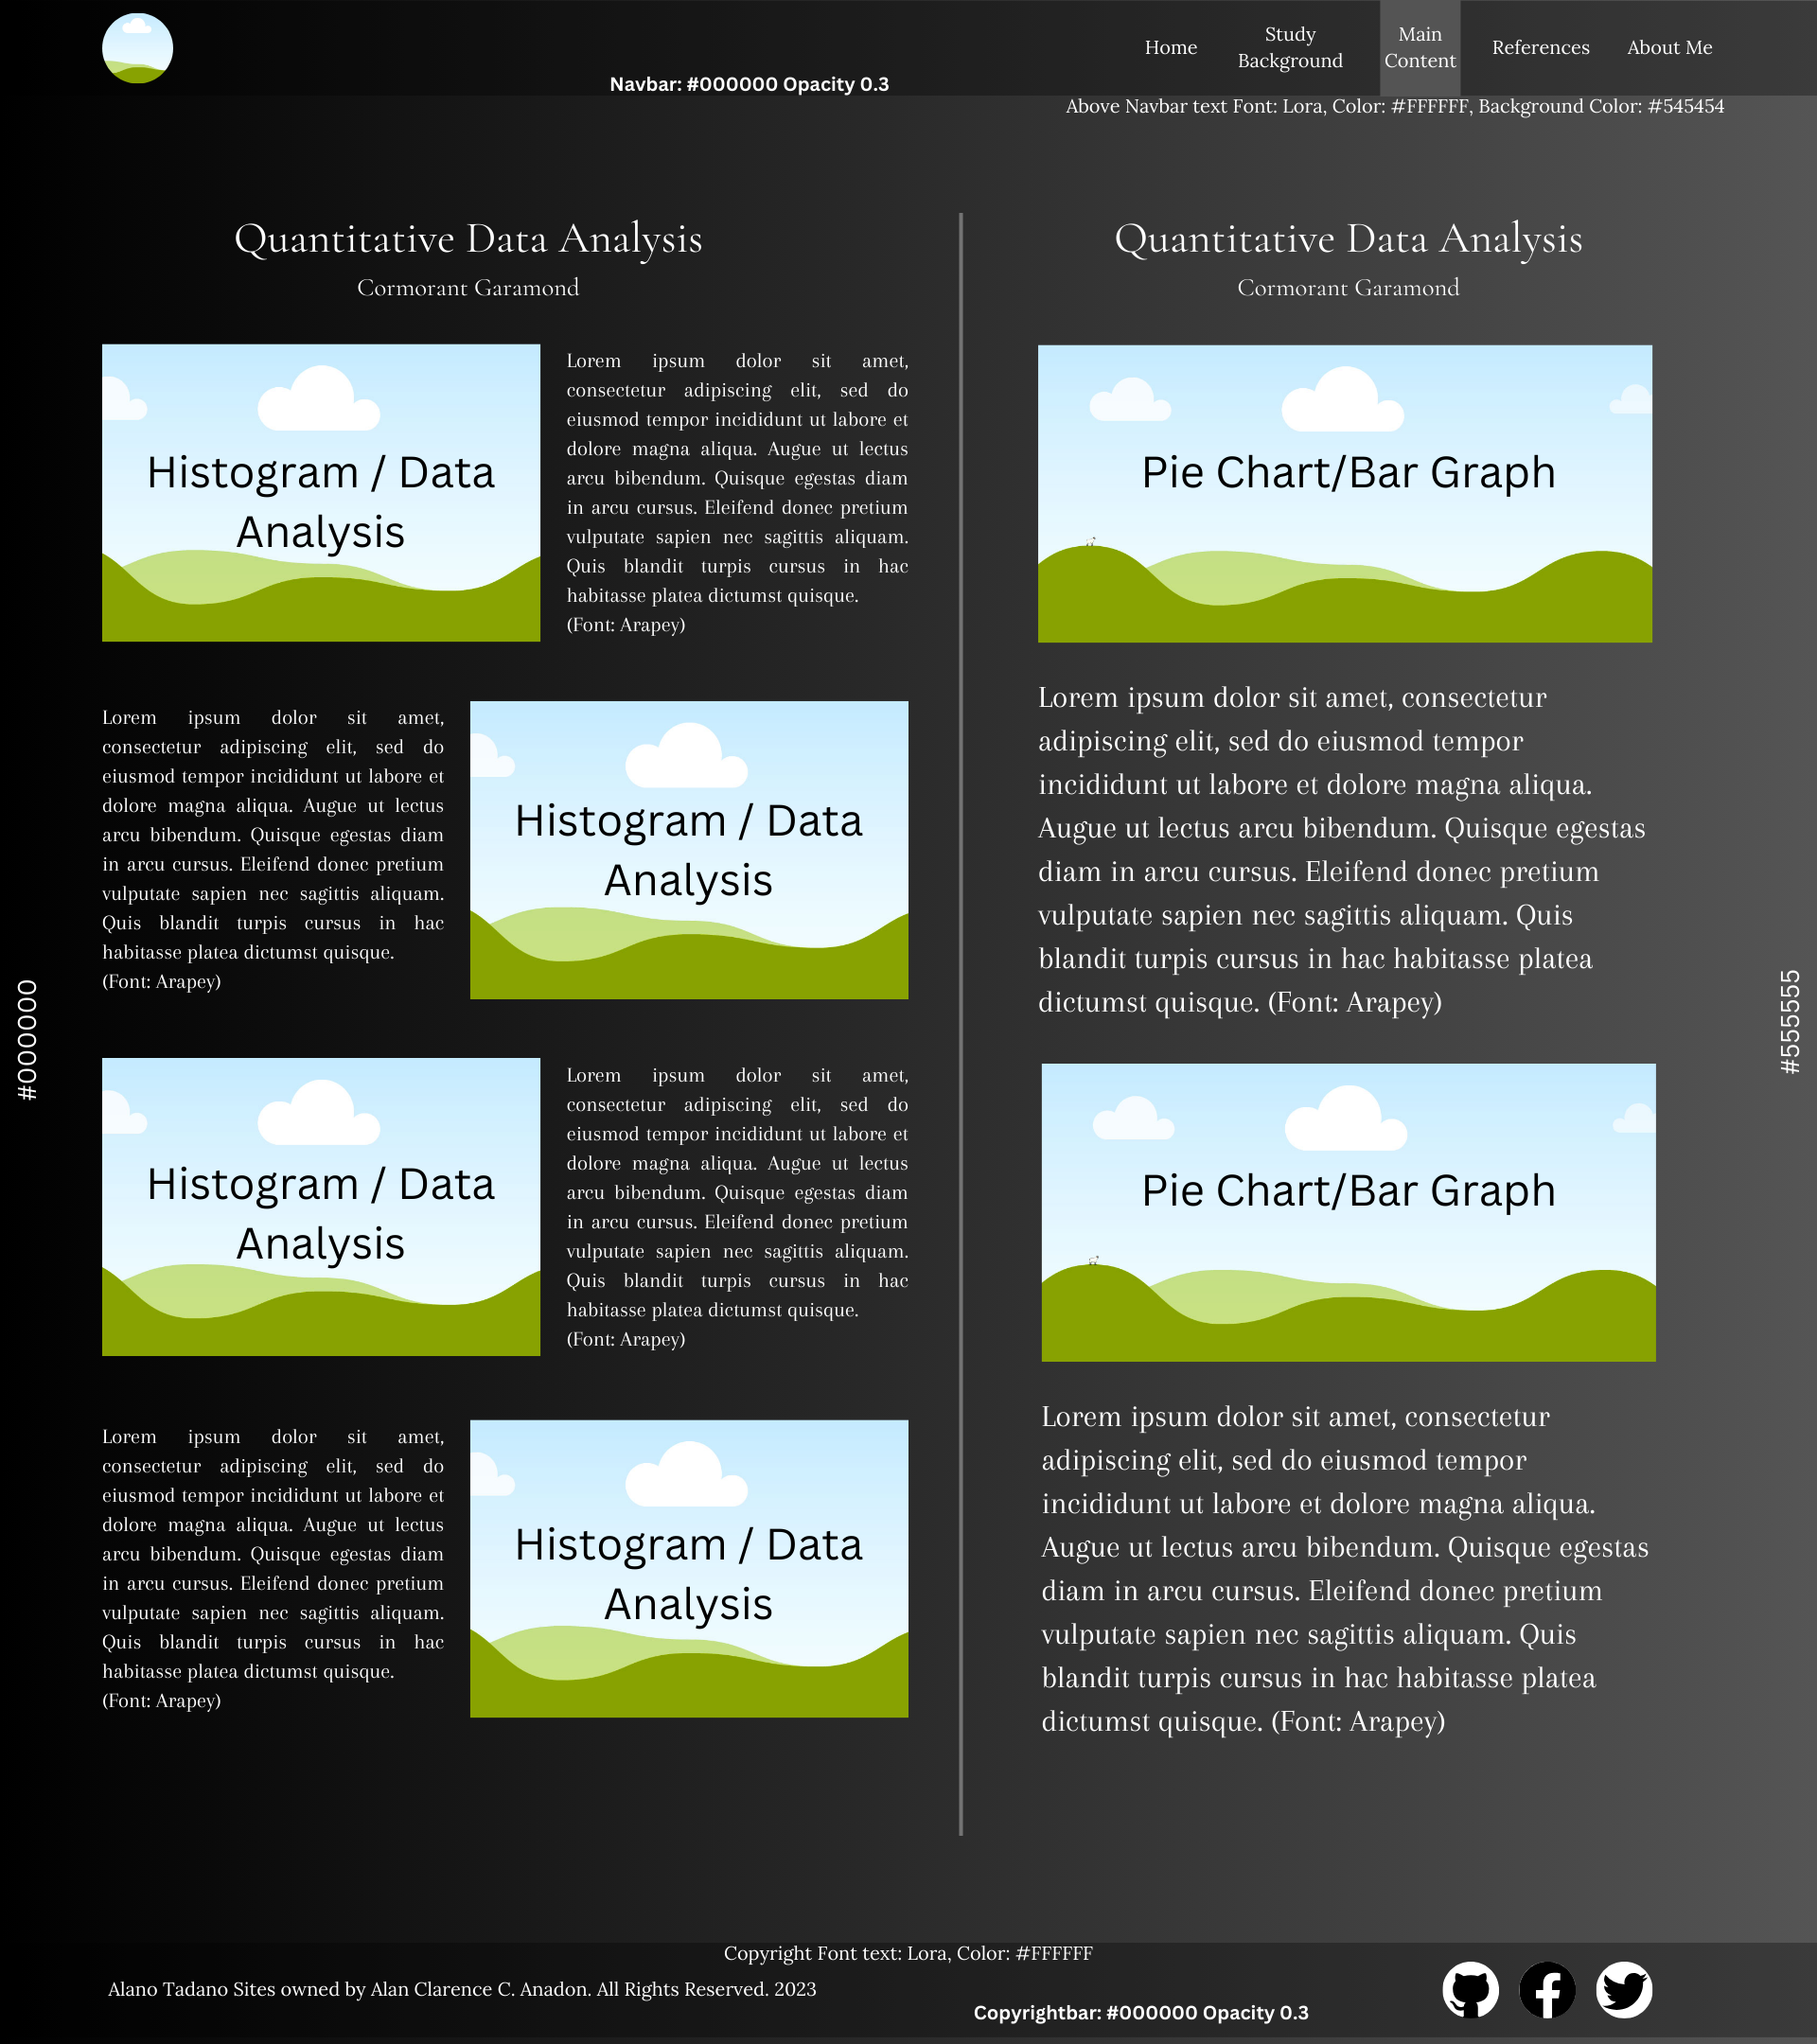 Home
Study
Background
Main
Content
References
About Me
Navbar: #000000 Opacity 0.3
Above Navbar text Font: Lora, Color: #FFFFFF, Background Color: #545454
Quantitative Data Analysis
Cormorant Garamond
Histogram / Data
Analysis
Lorem ipsum dolor sit amet,
consectetur adipiscing elit, sed do
eiusmod tempor incididunt ut labore et
dolore magna aliqua. Augue ut lectus
arcu bibendum. Quisque egestas diam
in arcu cursus. Eleifend donec pretium
vulputate sapien nec sagittis aliquam.
Quis blandit turpis cursus in hac
habitasse platea dictumst quisque.
(Font: Arapey)
Lorem ipsum dolor sit amet,
consectetur adipiscing elit, sed do
eiusmod tempor incididunt ut labore et
dolore magna aliqua. Augue ut lectus
arcu bibendum. Quisque egestas diam
in arcu cursus. Eleifend donec pretium
vulputate sapien nec sagittis aliquam.
Quis blandit turpis cursus in hac
habitasse platea dictumst quisque.
(Font: Arapey)
Histogram / Data
Analysis
#000000
Histogram / Data
Analysis
Lorem ipsum dolor sit amet,
consectetur adipiscing elit, sed do
eiusmod tempor incididunt ut labore et
dolore magna aliqua. Augue ut lectus
arcu bibendum. Quisque egestas diam
in arcu cursus. Eleifend donec pretium
vulputate sapien nec sagittis aliquam.
Quis blandit turpis cursus in hac
habitasse platea dictumst quisque.
(Font: Arapey)
Lorem ipsum dolor sit amet,
consectetur adipiscing elit, sed do
eiusmod tempor incididunt ut labore et
dolore magna aliqua. Augue ut lectus
arcu bibendum. Quisque egestas diam
in arcu cursus. Eleifend donec pretium
vulputate sapien nec sagittis aliquam.
Quis blandit turpis cursus in hac
habitasse platea dictumst quisque.
(Font: Arapey)
Histogram / Data
Analysis
Quantitative Data Analysis
Cormorant Garamond
Pie Chart/Bar Graph
Lorem ipsum dolor sit amet, consectetur
adipiscing elit, sed do eiusmod tempor
incididunt ut labore et dolore magna aliqua.
Augue ut lectus arcu bibendum. Quisque egestas
diam in arcu cursus. Eleifend donec pretium
vulputate sapien nec sagittis aliquam. Quis
blandit turpis cursus in hac habitasse platea
dictumst quisque. (Font: Arapey)
#555555
Pie Chart/Bar Graph
Lorem ipsum dolor sit amet, consectetur
adipiscing elit, sed do eiusmod tempor
incididunt ut labore et dolore magna aliqua.
Augue ut lectus arcu bibendum. Quisque egestas
diam in arcu cursus. Eleifend donec pretium
vulputate sapien nec sagittis aliquam. Quis
blandit turpis cursus in hac habitasse platea
dictumst quisque. (Font: Arapey)
Copyright Font text: Lora, Color: #FFFFFF
Alano Tadano Sites owned by Alan Clarence C. Anadon. All Rights Reserved. 2023
Copyrightbar: #000000 Opacity 0.3